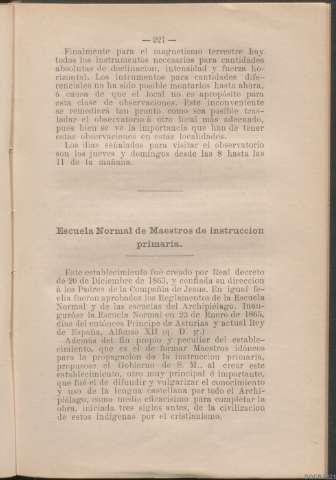 — 221 —
Finalmente para el magnetismo terrestre hay
todos los instrumentos necesarios para cantidades
absolutas de declinacion, intensidad y fuerza ho-
rizontal. Los intrumentos para cantidades dife-
renciales no ha sido posible montarlos hasta ahora,
á causa de que el local no es apropósito para
esta clase de observaciones. Este inconveniente
se remediará tan pronto como sea posible tras-
ladar el observatorio á otro local más adecuado,
pues bien se ve la importancia que han de tener
estas observaciones en estas localidades.
Los dias señalados para visitar el observatorio
son los jueves y domingos desde las 8 hasta las
11 de la mañana.
Escuela Normal de Maestros de instruccion
primaria.
Este establecimiento fué creado por Real decreto
de 20 de Diciembre de 1863, y confiada su direccion
á los Padres de la Compañía de Jesus. En igual fe-
cha fueron aprobados los Reglamentos de la Escuela
Normal y de las escuelas del Archipiélago. Inau-
guróse la Escuela Normal en 23 de Enero de 1865,
dias del entónces Príncipe de Asturias y actual Rey
de España, Alfonso XII (q. D. g.)
Además del fin propio y peculiar del estable-
cimiento, que es el de formar Maestros idóneos
para la propagación de la instruccion primaria,
propúsose el Gobierno de S. M., al crear este
establecimiento, otro muy principal é importante,
que fué el de difundir y vulgarizar el conocimiento
y uso de la lengua castellana por todo el Archi-
piélago, como medio eficacísimo para completar la
obra, iniciada tres siglos antes, de la civilizacion
de estos indígenas por el cristianismo.